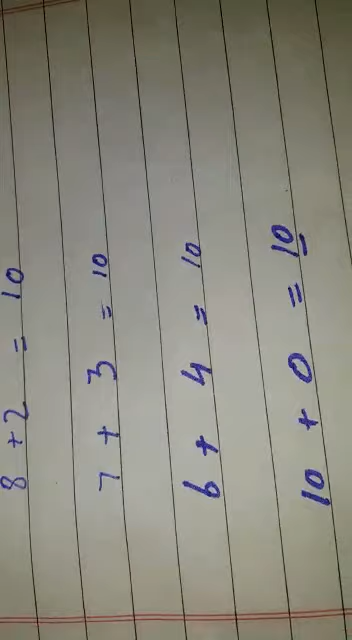 8 + 2 = 10
7 + 3 = 10
6 + 4 = 10
10 + 0 = 10